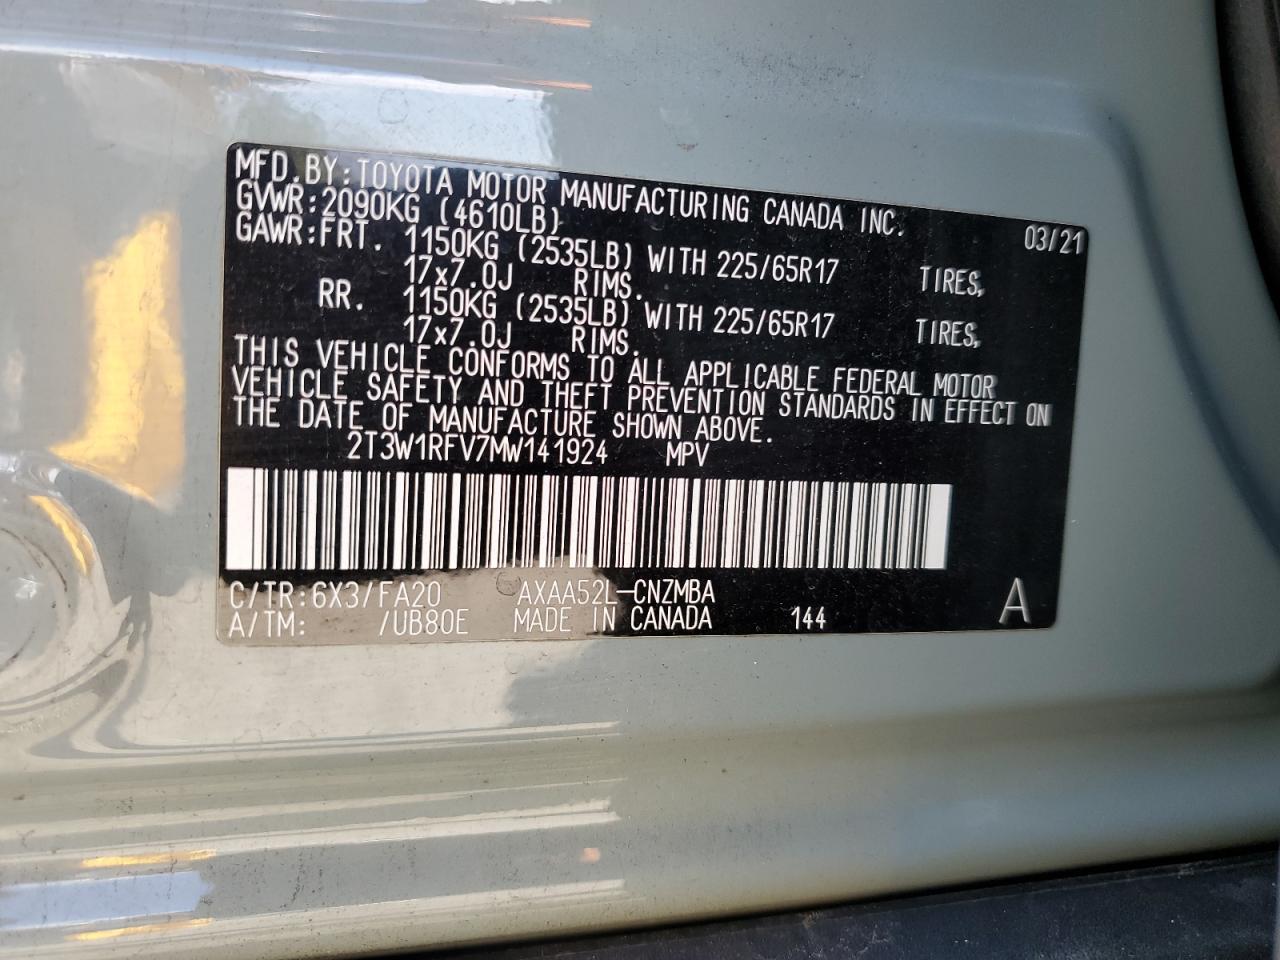 MFD.BY:TOYOTA MOTOR MANUFACTURING CANADA INC.
GVWR:2090KG (4610LB) 03/21
GAWR:FRT. 1150KG (2535LB) WITH 225/65R17 TIRES,
17x7.0J RIMS.
RR. 1150KG (2535LB) WITH 225/65R17 TIRES,
17x7.0J RIMS.
THIS VEHICLE CONFORMS TO ALL APPLICABLE FEDERAL MOTOR
VEHICLE SAFETY AND THEFT PREVENTION STANDARDS IN EFFECT ON
THE DATE OF MANUFACTURE SHOWN ABOVE.
2T3W1RFV7MW141924 MPV
C/TR:6X3/FA20 AXAA52L-CNZMBA
A/TM: /UB80E MADE IN CANADA 144 A